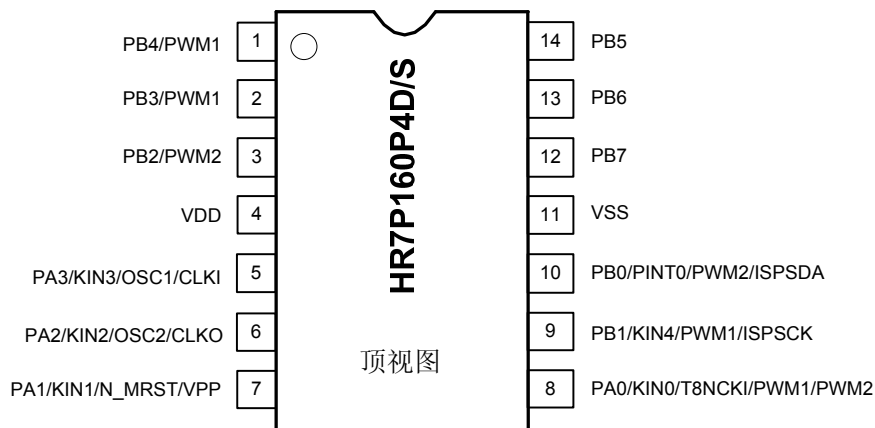 PB4/PWM1 1 14 PB5
PB3/PWM1 2 13 PB6
PB2/PWM2 3 12 PB7
VDD 4 11 VSS
PA3/KIN3/OSC1/CLKI 5 10 PB0/PINT0/PWM2/ISPSDA
PA2/KIN2/OSC2/CLKO 6 9 PB1/KIN4/PWM1/ISPSCK
PA1/KIN1/N_MRST/VPP 7 8 PA0/KIN0/T8NCKI/PWM1/PWM2
HR7P160P4D/S
顶视图